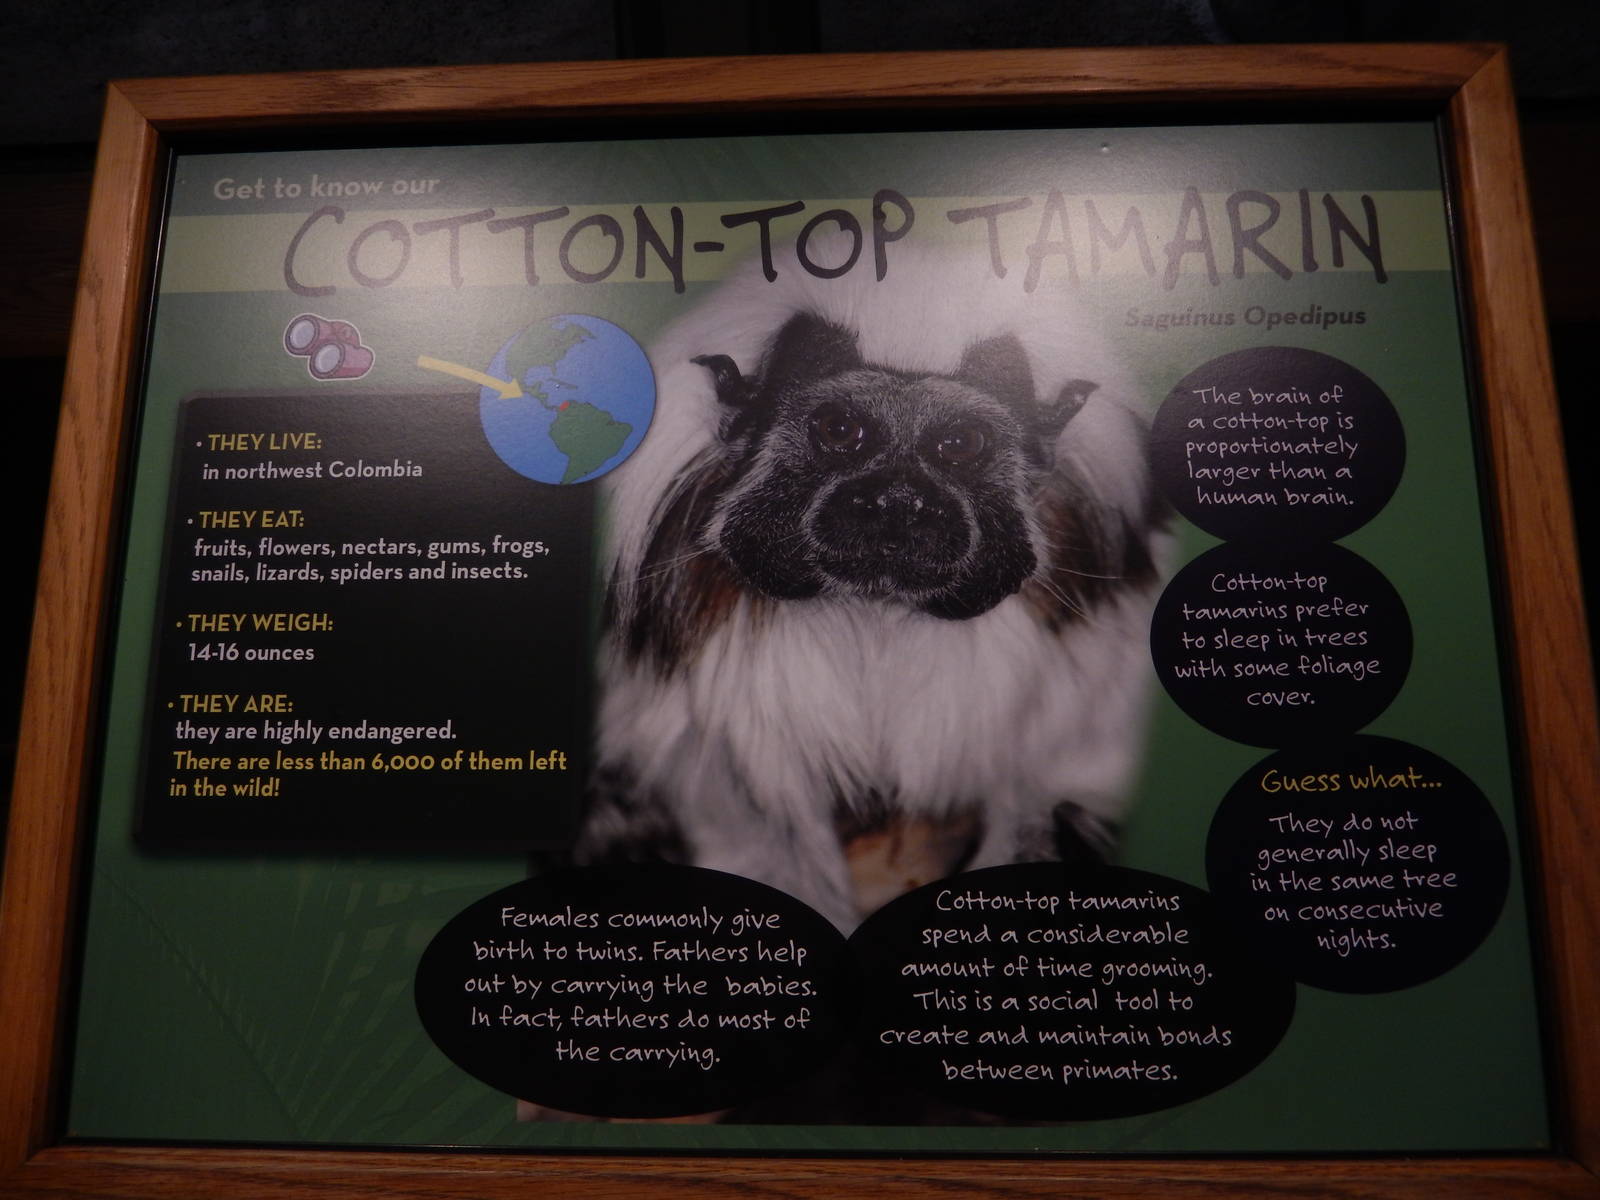 Get to know our
COTTON-TOP TAMARIN
Saguinus Opedipus
• THEY LIVE:
in northwest Colombia
• THEY EAT:
fruits, flowers, nectars, gums, frogs,
snails, lizards, spiders and insects.
• THEY WEIGH:
14-16 ounces
• THEY ARE:
they are highly endangered.
There are less than 6,000 of them left
in the wild!
The brain of
a cotton-top is
proportionately
larger than a
human brain.
Cotton-top
tamarins prefer
to sleep in trees
with some foliage
cover.
Guess what...
They do not
generally sleep
in the same tree
on consecutive
nights.
Females commonly give
birth to twins. Fathers help
out by carrying the babies.
In fact, fathers do most of
the carrying.
Cotton-top tamarins
spend a considerable
amount of time grooming.
This is a social tool to
create and maintain bonds
between primates.